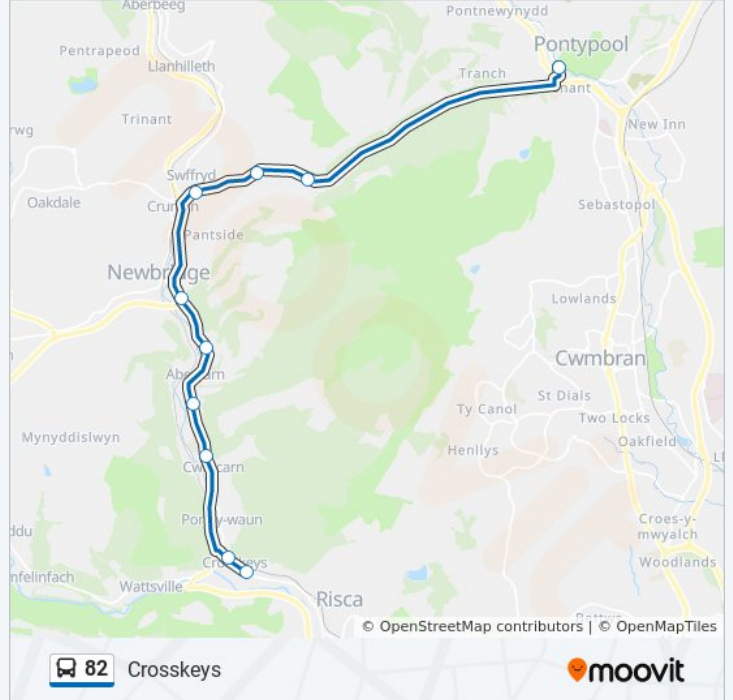 Aberbeeg
Pontnewynydd
Pontypool
Pentrapeod
Llanhilleth
Tranch
Trinant
New Inn
Swffryd
Oakdale
Sebastopol
Pantside
Newbridge
Lowlands
Cwmbran
St Dials
Ty Canol
Two Locks
Mynyddislwyn
Oakfield
Henllys
Croes-y-
mwyalch
Woodlands
Wattsville
Risca
© OpenStreetMap contributors | © OpenMapTiles
82 Crosskeys
moovit